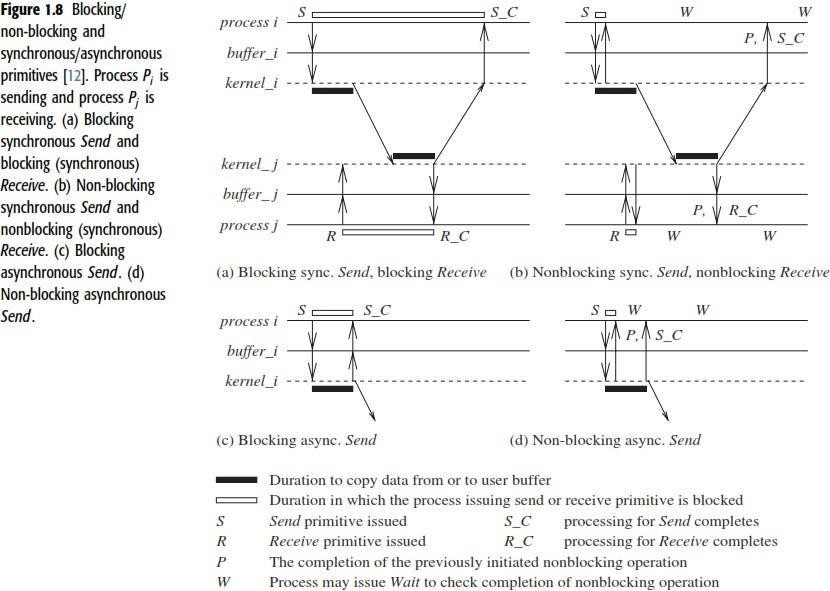 Figure 1.8 Blocking/
non-blocking and
synchronous/asynchronous
primitives [12]. Process Pi is
sending and process Pj is
receiving. (a) Blocking
synchronous Send and
blocking (synchronous)
Receive. (b) Non-blocking
synchronous Send and
nonblocking (synchronous)
Receive. (c) Blocking
asynchronous Send. (d)
Non-blocking asynchronous
Send.
S S_C
process i
buffer_i
kernel_i
kernel_j
buffer_j
process j
R R_C
(a) Blocking sync. Send, blocking Receive
S W W
P, S_C
P, R_C
R W W
(b) Nonblocking sync. Send, nonblocking Receive
S S_C
process i
buffer_i
kernel_i
(c) Blocking async. Send
S W W
P, S_C
(d) Non-blocking async. Send
Duration to copy data from or to user buffer
Duration in which the process issuing send or receive primitive is blocked
S Send primitive issued S_C processing for Send completes
R Receive primitive issued R_C processing for Receive completes
P The completion of the previously initiated nonblocking operation
W Process may issue Wait to check completion of nonblocking operation